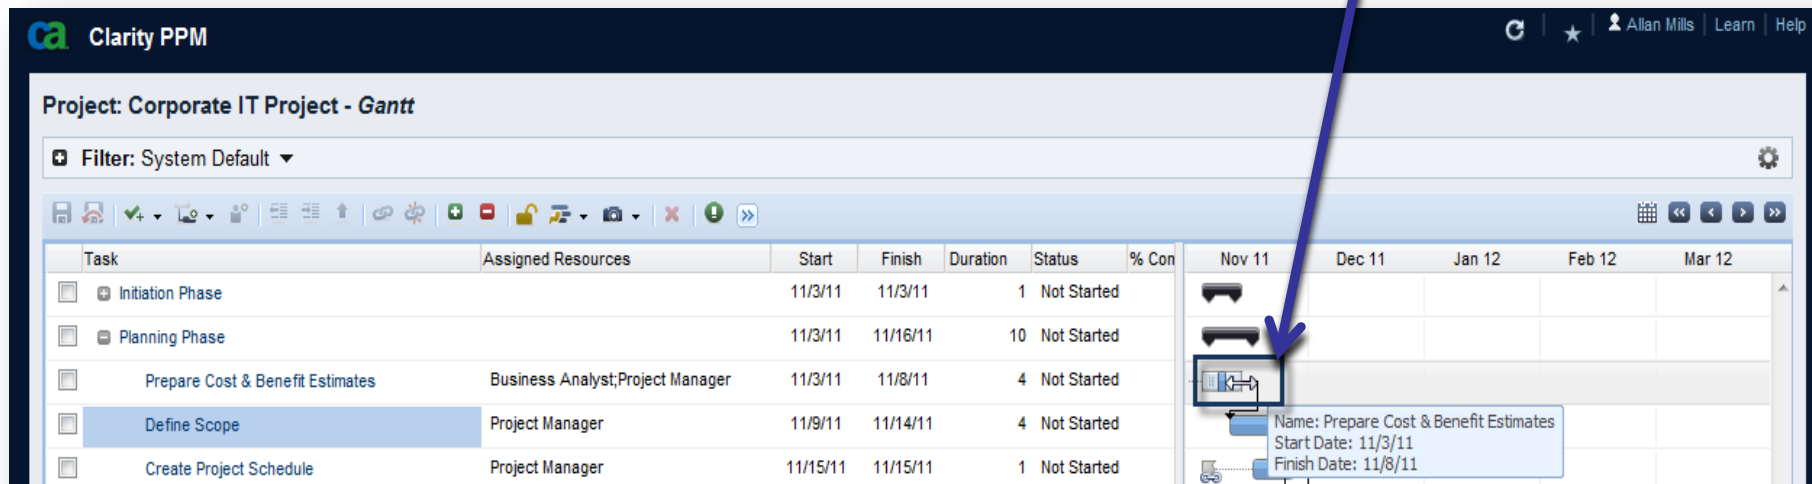 ca Clarity PPM
Allan Mills | Learn | Help
Project: Corporate IT Project - Gantt
Filter: System Default
Task Assigned Resources Start Finish Duration Status % Con Nov 11 Dec 11 Jan 12 Feb 12 Mar 12
Initiation Phase 11/3/11 11/3/11 1 Not Started
Planning Phase 11/3/11 11/16/11 10 Not Started
Prepare Cost & Benefit Estimates Business Analyst;Project Manager 11/3/11 11/8/11 4 Not Started
Define Scope Project Manager 11/9/11 11/14/11 4 Not Started
Name: Prepare Cost & Benefit Estimates
Start Date: 11/3/11
Finish Date: 11/8/11
Create Project Schedule Project Manager 11/15/11 11/15/11 1 Not Started